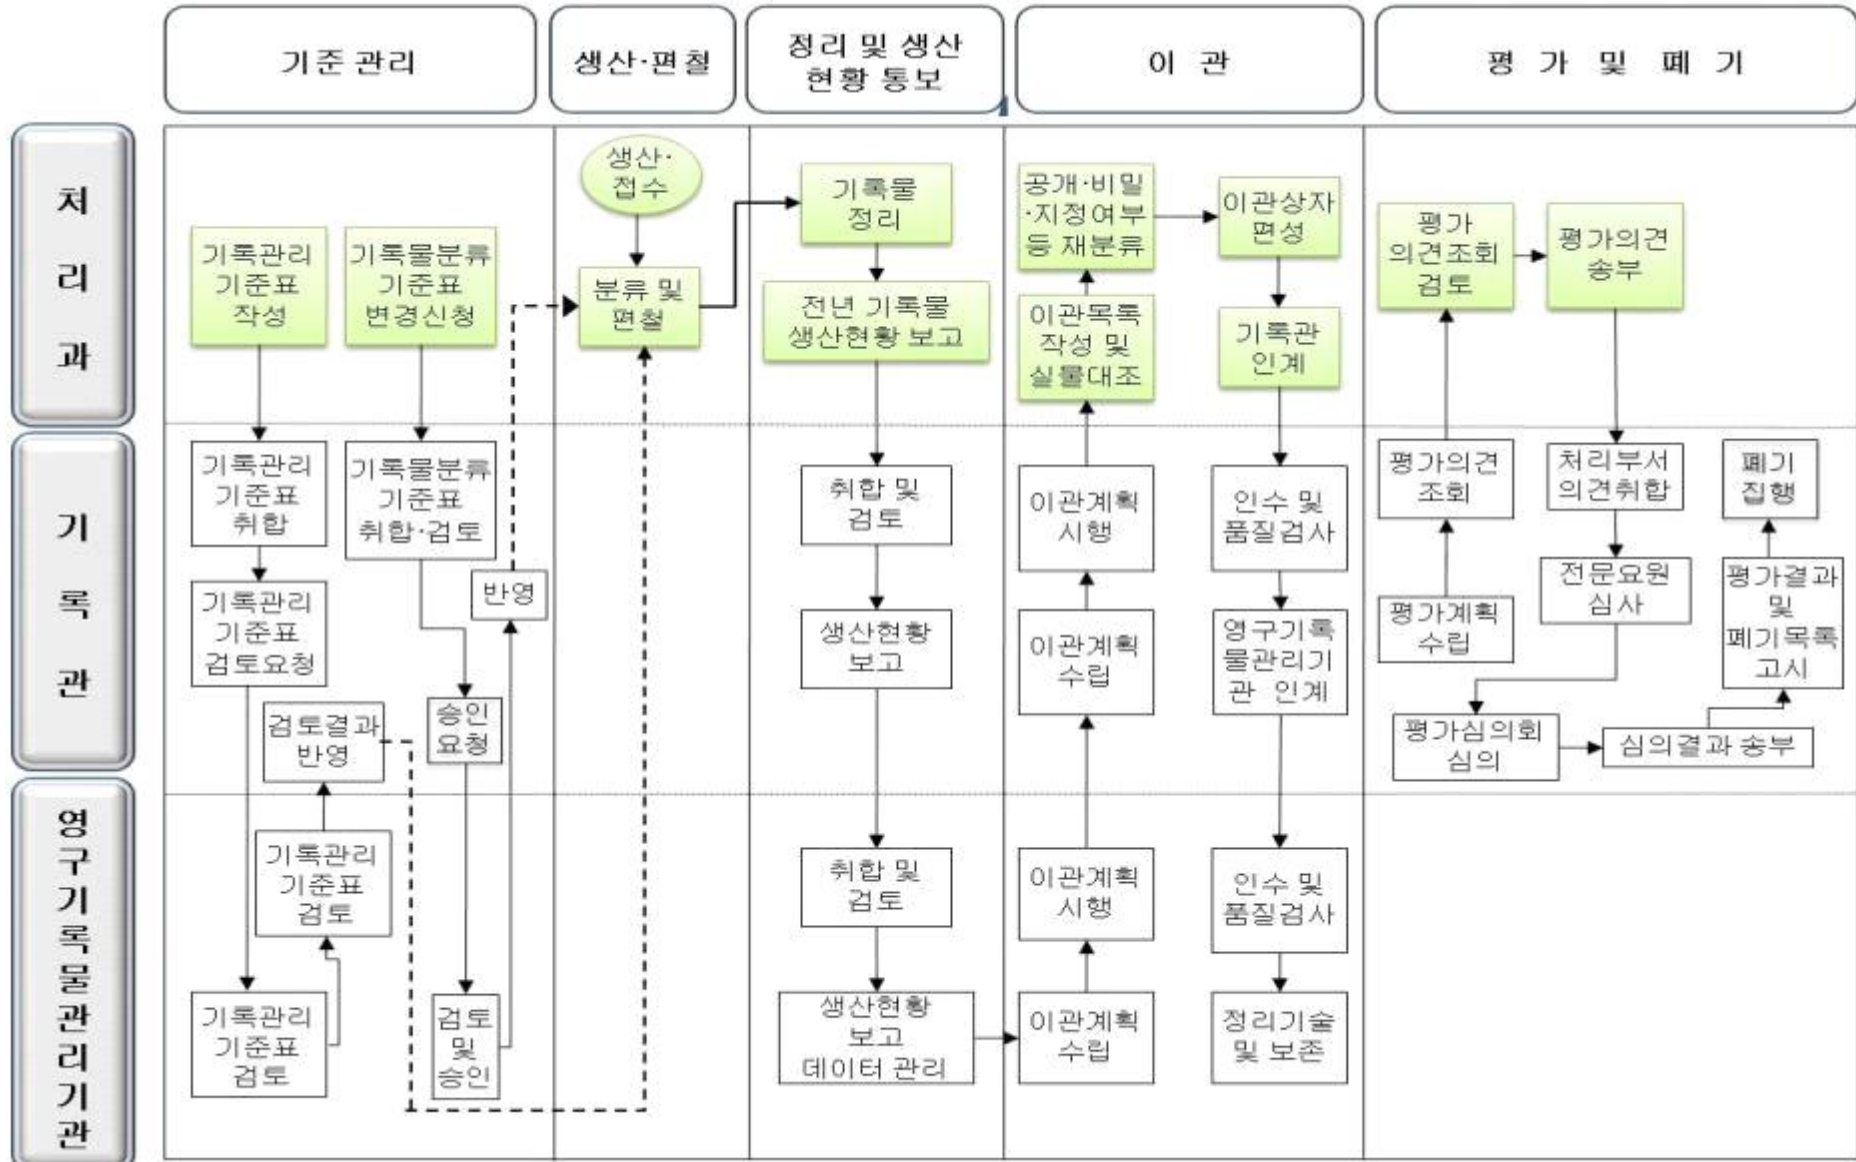 기준 관리
생산·편철
정리 및 생산
현황 통보
이 관
평 가 및 폐 기
처리과
생산·
접수
기록관리
기준표
작성
기록물분류
기준표
변경신청
분류 및
편철
기록물
정리
전년 기록물
생산현황 보고
공개·비밀
·지정여부
등 재분류
이관상자
편성
이관목록
작성 및
실물대조
기록관
인계
평가
의견조회
검토
평가의견
송부
기록관
기록관리
기준표
취합
기록물분류
기준표
취합·검토
기록관리
기준표
검토요청
반영
검토결과
반영
승인
요청
취합 및
검토
생산현황
보고
이관계획
시행
이관계획
수립
인수 및
품질검사
영구기록
물관리기
관 인계
평가의견
조회
평가계획
수립
처리부서
의견취합
전문요원
심사
폐기
집행
평가결과
및
폐기목록
고시
평가심의회
심의
심의결과 송부
영구기록물관리기관
기록관리
기준표
검토
기록관리
기준표
검토
검토
및
승인
취합 및
검토
생산현황
보고
데이터 관리
이관계획
시행
이관계획
수립
인수 및
품질검사
정리기술
및 보존